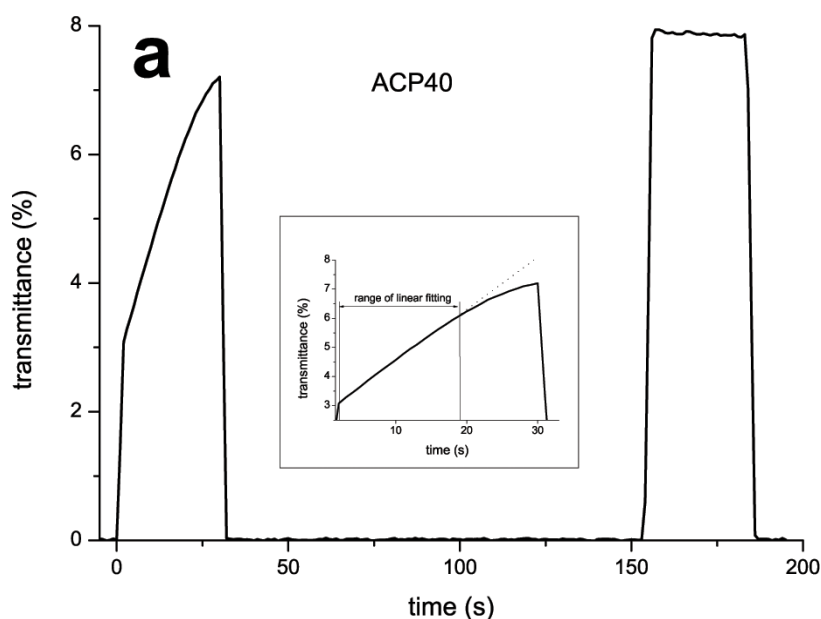 a
ACP40
8
6
4
2
0
transmittance (%)
0 50 100 150 200
time (s)
8
7
6
5
4
3
transmittance (%)
range of linear fitting
10 20 30
time (s)